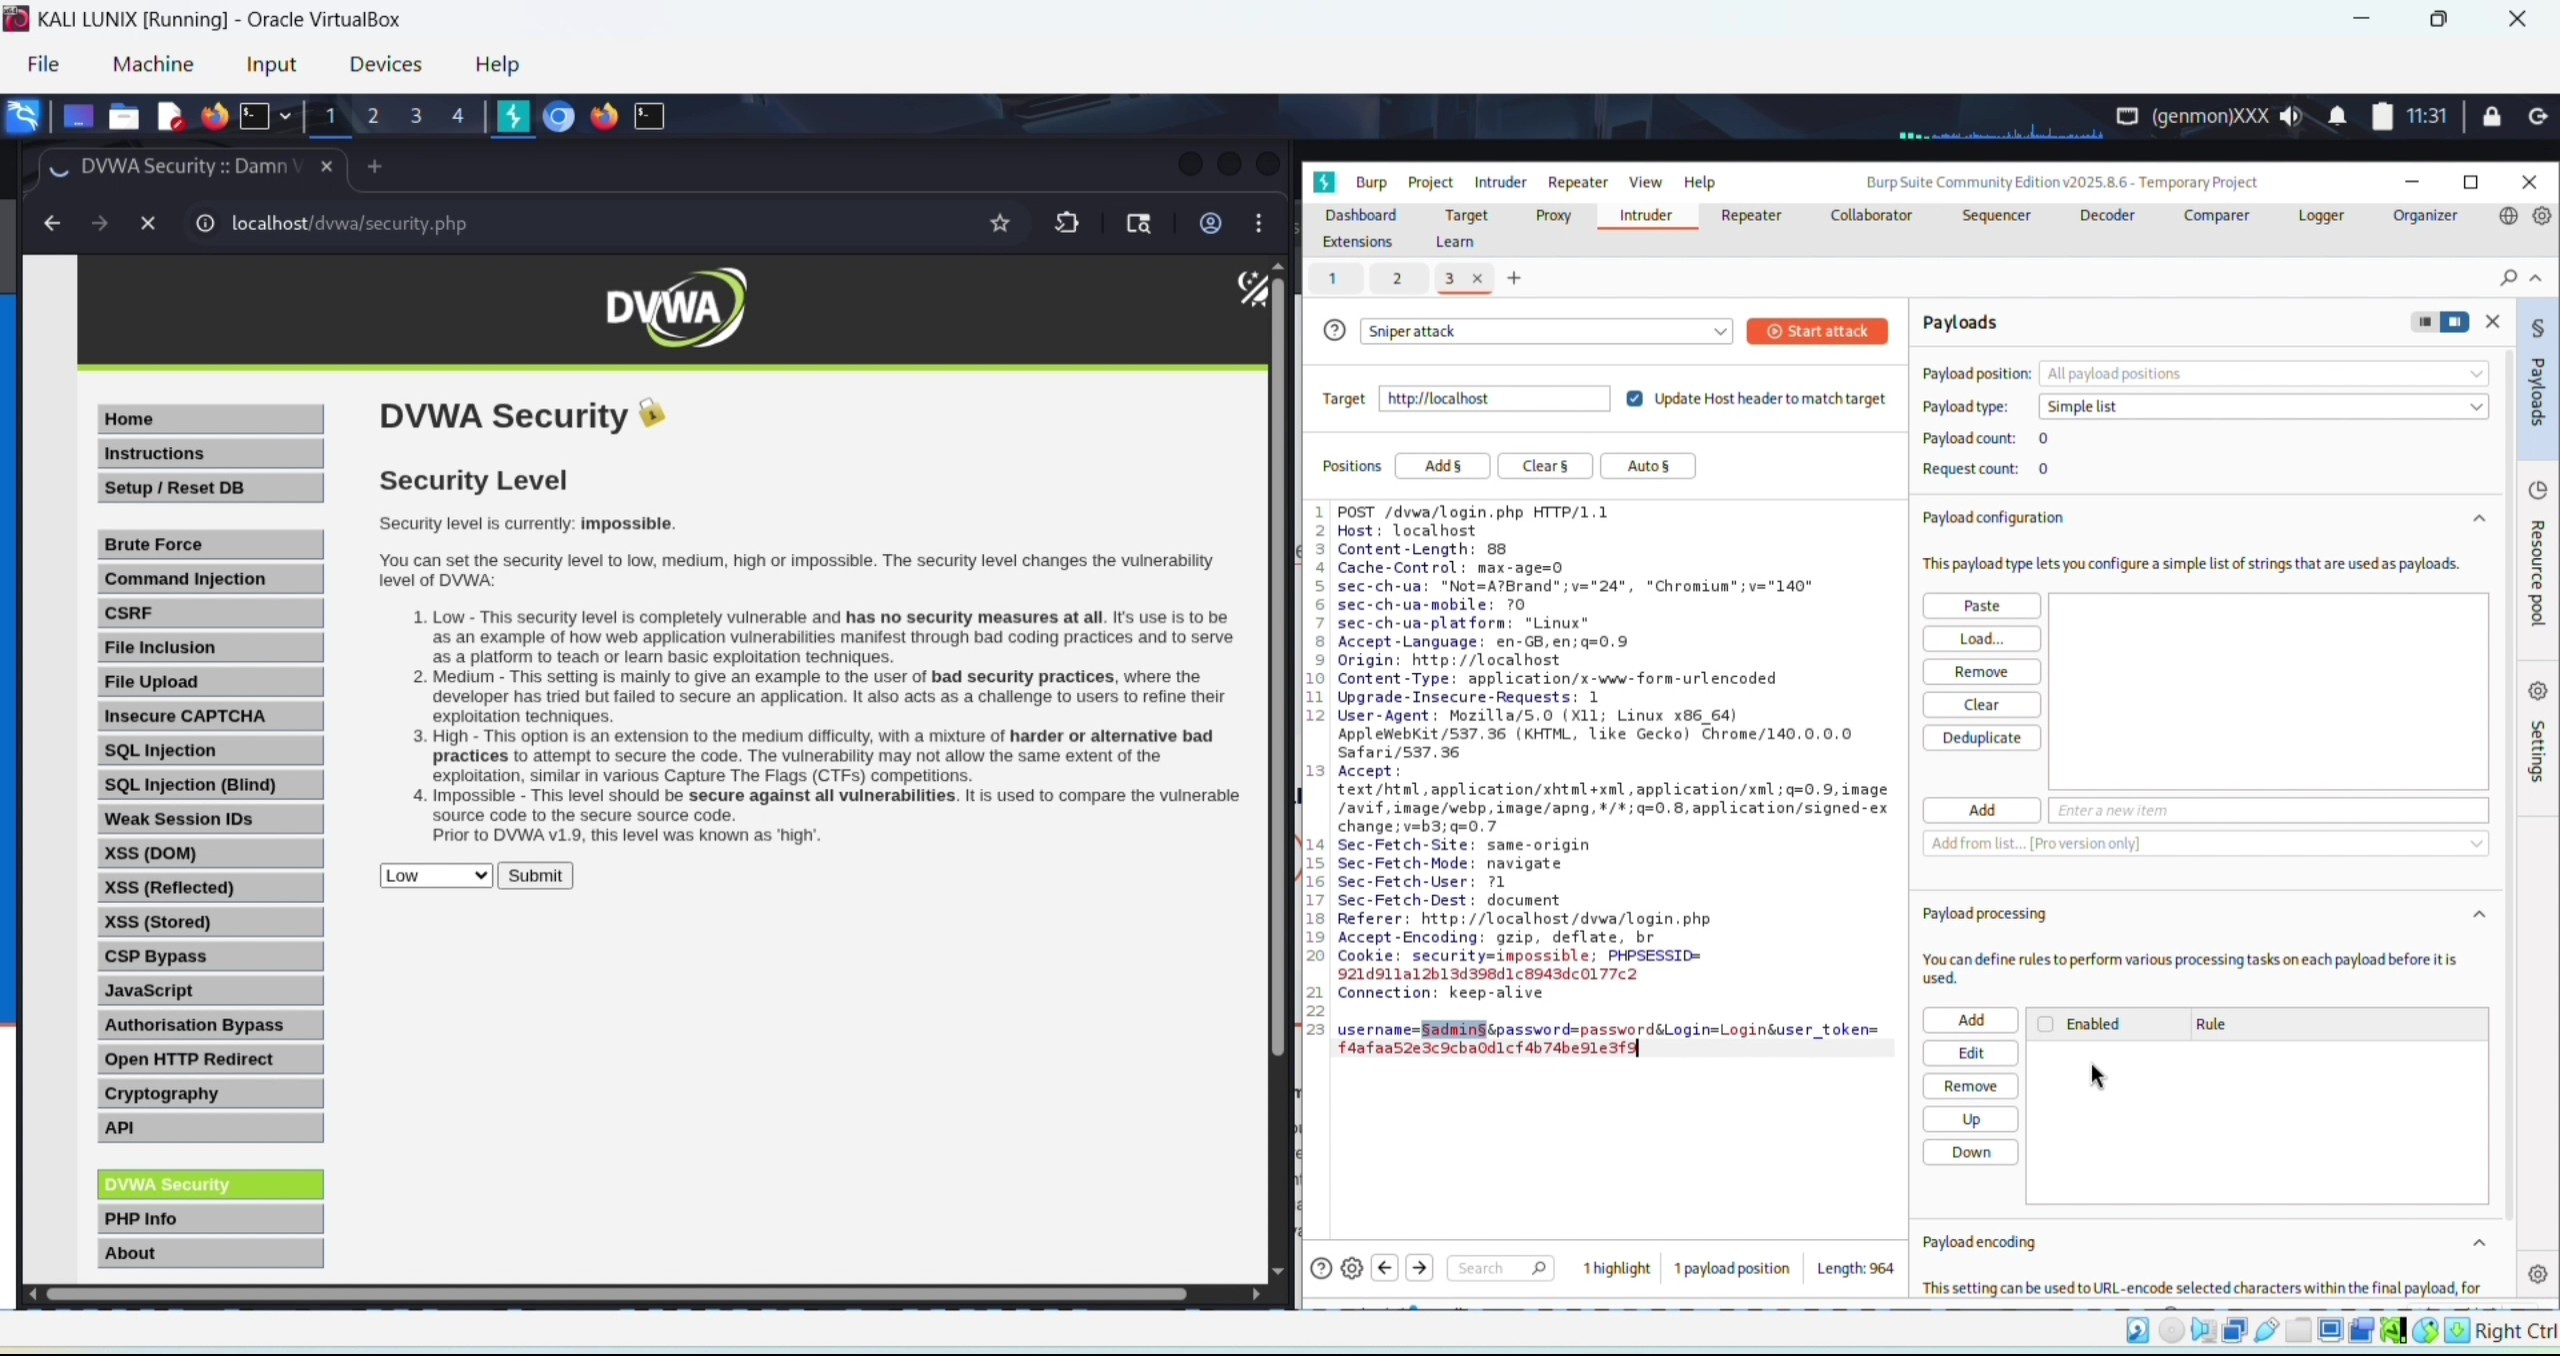 KALI LUNIX [Running] - Oracle VirtualBox
File Machine Input Devices Help
1 2 3 4 (genmon)XXX 11:31
DVWA Security :: Damn V
localhost/dvwa/security.php
DVWA
Home
Instructions
Setup / Reset DB
Brute Force
Command Injection
CSRF
File Inclusion
File Upload
Insecure CAPTCHA
SQL Injection
SQL Injection (Blind)
Weak Session IDs
XSS (DOM)
XSS (Reflected)
XSS (Stored)
CSP Bypass
JavaScript
Authorisation Bypass
Open HTTP Redirect
Cryptography
API
DVWA Security
PHP Info
About
DVWA Security
Security Level
Security level is currently: impossible.
You can set the security level to low, medium, high or impossible. The security level changes the vulnerability
level of DVWA:
1. Low - This security level is completely vulnerable and has no security measures at all. It's use is to be
as an example of how web application vulnerabilities manifest through bad coding practices and to serve
as a platform to teach or learn basic exploitation techniques.
2. Medium - This setting is mainly to give an example to the user of bad security practices, where the
developer has tried but failed to secure an application. It also acts as a challenge to users to refine their
exploitation techniques.
3. High - This option is an extension to the medium difficulty, with a mixture of harder or alternative bad
practices to attempt to secure the code. The vulnerability may not allow the same extent of the
exploitation, similar in various Capture The Flags (CTFs) competitions.
4. Impossible - This level should be secure against all vulnerabilities. It is used to compare the vulnerable
source code to the secure source code.
Prior to DVWA v1.9, this level was known as 'high'.
Low Submit
Burp Project Intruder Repeater View Help Burp Suite Community Edition v2025.8.6 - Temporary Project
Dashboard Target Proxy Intruder Repeater Collaborator Sequencer Decoder Comparer Logger Organizer
Extensions Learn
1 2 3
Sniper attack Start attack
Target http://localhost Update Host header to match target
Positions Add § Clear § Auto §
1 POST /dvwa/login.php HTTP/1.1
2 Host: localhost
3 Content-Length: 88
4 Cache-Control: max-age=0
5 sec-ch-ua: "Not=A?Brand";v="24", "Chromium";v="140"
6 sec-ch-ua-mobile: ?0
7 sec-ch-ua-platform: "Linux"
8 Accept-Language: en-GB,en;q=0.9
9 Origin: http://localhost
10 Content-Type: application/x-www-form-urlencoded
11 Upgrade-Insecure-Requests: 1
12 User-Agent: Mozilla/5.0 (X11; Linux x86_64)
AppleWebKit/537.36 (KHTML, like Gecko) Chrome/140.0.0.0
Safari/537.36
13 Accept:
text/html,application/xhtml+xml,application/xml;q=0.9,image
/avif,image/webp,image/apng,*/*;q=0.8,application/signed-ex
change;v=b3;q=0.7
14 Sec-Fetch-Site: same-origin
15 Sec-Fetch-Mode: navigate
16 Sec-Fetch-User: ?1
17 Sec-Fetch-Dest: document
18 Referer: http://localhost/dvwa/login.php
19 Accept-Encoding: gzip, deflate, br
20 Cookie: security=impossible; PHPSESSID=
921d911a12b13d398d1c8943dc0177c2
21 Connection: keep-alive
22
23 username=§admin§&password=password&Login=Login&user_token=
f4afaa52e3c9cba0d1cf4b74be91e3f9
Search 1 highlight 1 payload position Length: 964
Payloads
Payload position: All payload positions
Payload type: Simple list
Payload count: 0
Request count: 0
Payload configuration
This payload type lets you configure a simple list of strings that are used as payloads.
Paste
Load...
Remove
Clear
Deduplicate
Add Enter a new item
Add from list... [Pro version only]
Payload processing
You can define rules to perform various processing tasks on each payload before it is
used.
Add Enabled Rule
Edit
Remove
Up
Down
Payload encoding
This setting can be used to URL-encode selected characters within the final payload, for
Payloads
Resource pool
Settings
Right Ctrl